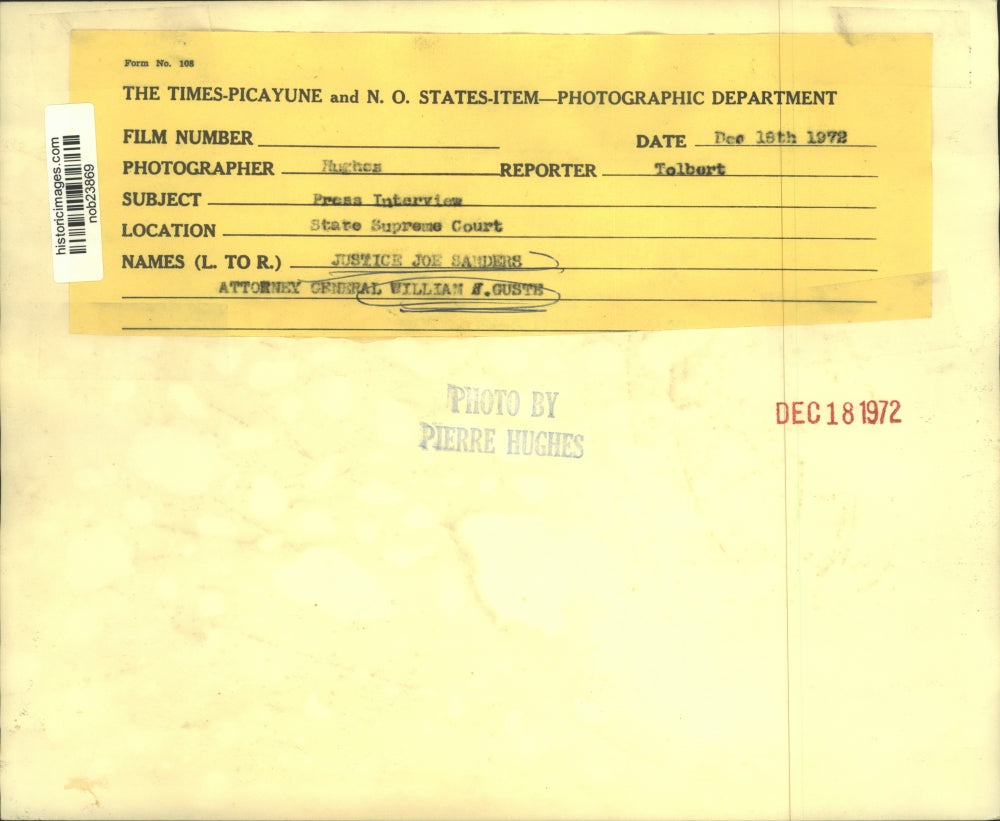 Form No. 108
THE TIMES-PICAYUNE and N. O. STATES-ITEM—PHOTOGRAPHIC DEPARTMENT
FILM NUMBER
DATE Dec 18th 1972
PHOTOGRAPHER Hughes REPORTER Tolbert
SUBJECT Press Interview
LOCATION State Supreme Court
NAMES (L. TO R.) JUSTICE JOE SANDERS
ATTORNEY GENERAL WILLIAM J.GUSTE
historicimages.com
nob23869
PHOTO BY
PIERRE HUGHES
DEC 18 1972